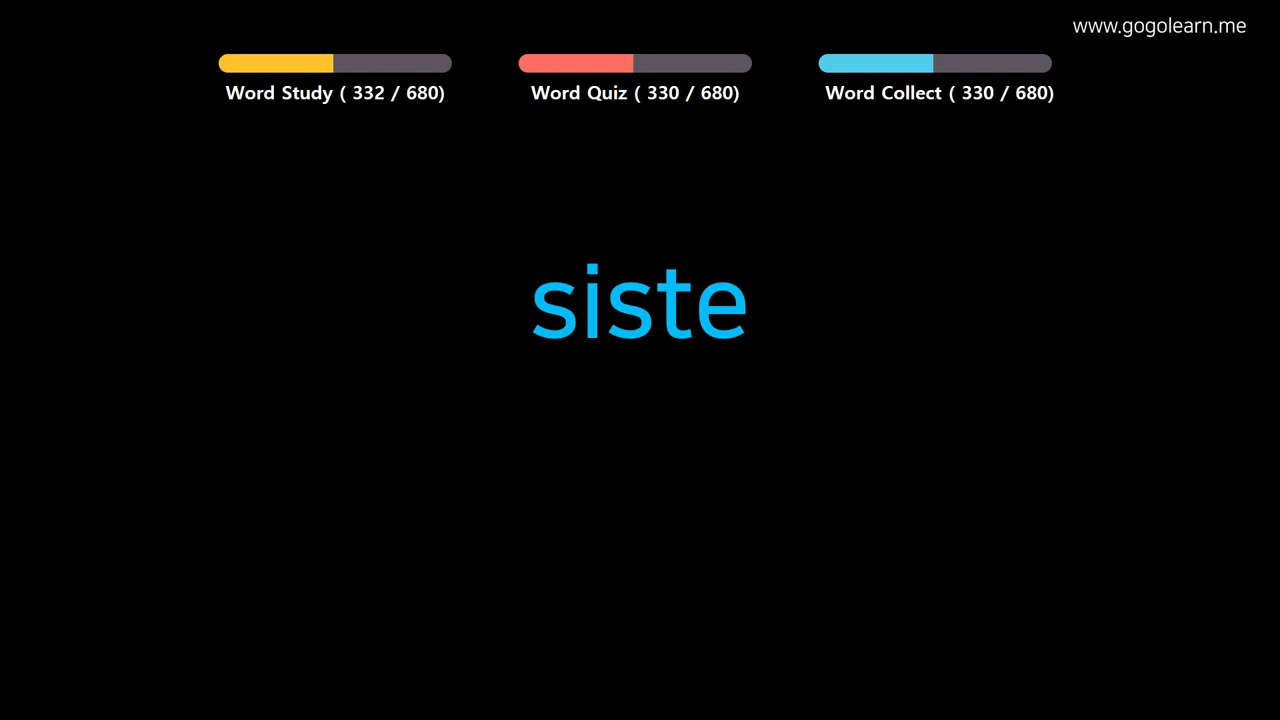 www.gogolearn.me
Word Study ( 332 / 680)
Word Quiz ( 330 / 680)
Word Collect ( 330 / 680)
siste